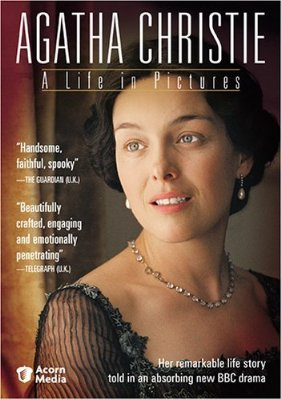 AGATHA CHRISTIE
A Life in Pictures
“Handsome,
faithful, spooky”
—THE GUARDIAN (U.K.)
“Beautifully
crafted, engaging
and emotionally
penetrating”
—TELEGRAPH (U.K.)
Her remarkable life story
told in an absorbing new BBC drama
Acorn
Media